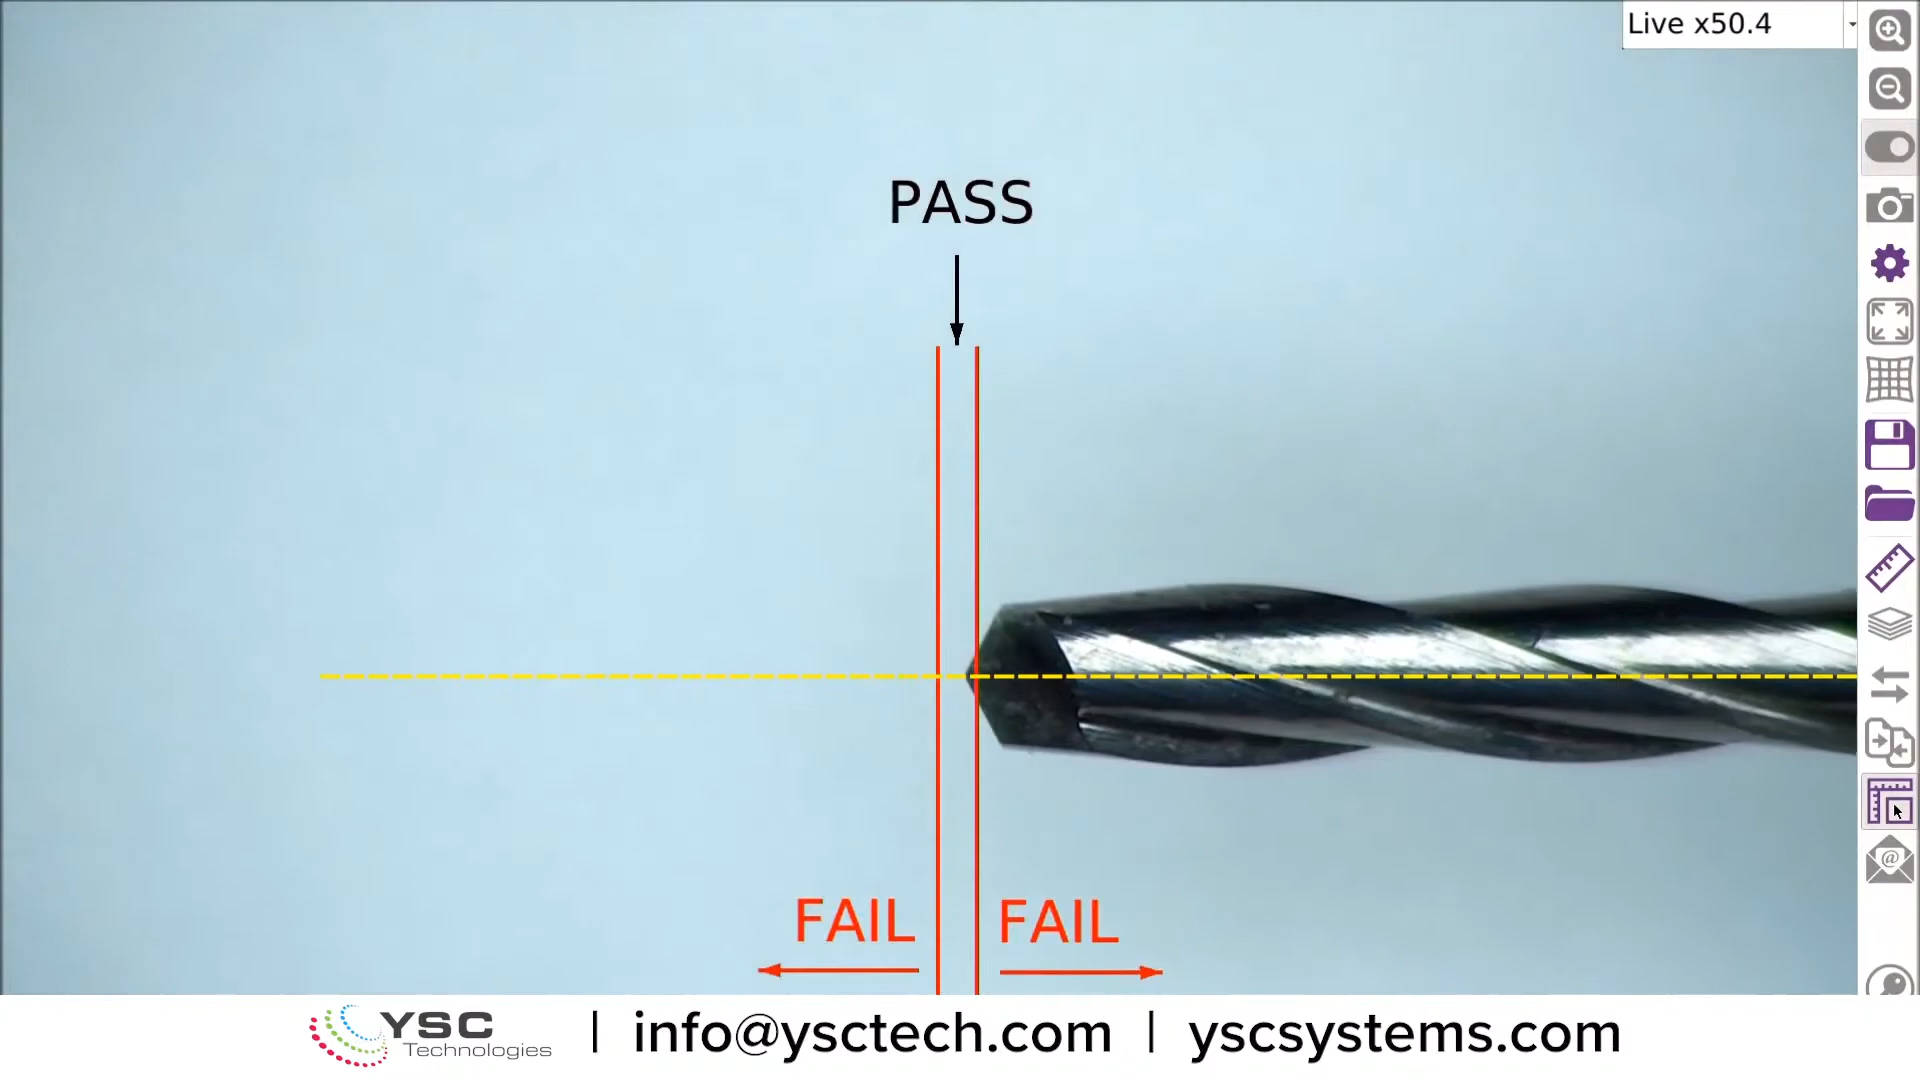 Live x50.4
PASS
FAIL FAIL
YSC Technologies | info@ysctech.com | yscsystems.com